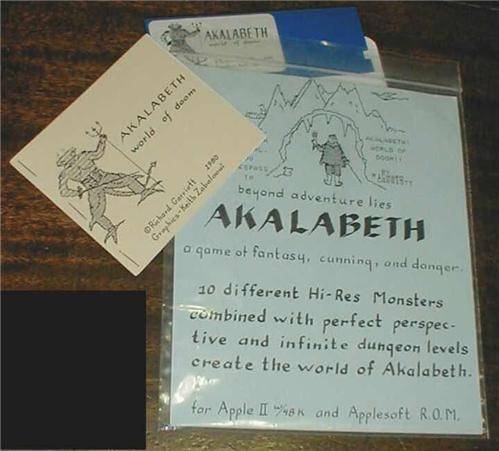 AKALABETH
world of doom
AKALABETH
world of doom
©Richard Garriott 1980
Graphics-Keith Zabalaoui
AKALABETH!
WORLD OF
DOOM!!
beyond adventure lies
AKALABETH
a game of fantasy, cunning, and danger.
10 different Hi-Res Monsters
combined with perfect perspec-
tive and infinite dungeon levels
create the world of Akalabeth.
for Apple II w/48K and Applesoft R.O.M.